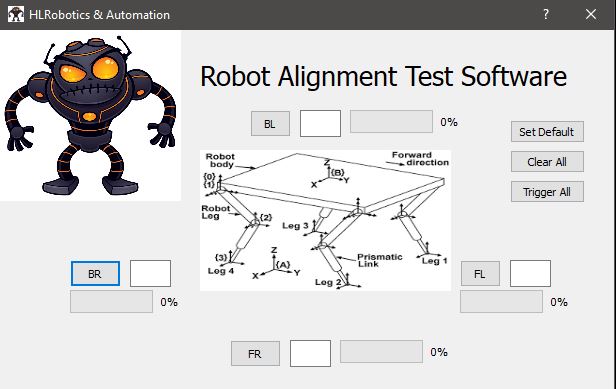 HLRobotics & Automation
Robot Alignment Test Software
BL
0%
Set Default
Clear All
Trigger All
Robot
body
Forward
direction
{0}
{1}
Z
{B}
X
Y
Robot
Leg
{2}
Leg 3
{3}
Leg 4
Z
{A}
X
Y
Prismatic
Link
Leg 1
Leg 2
BR
0%
FL
0%
FR
0%